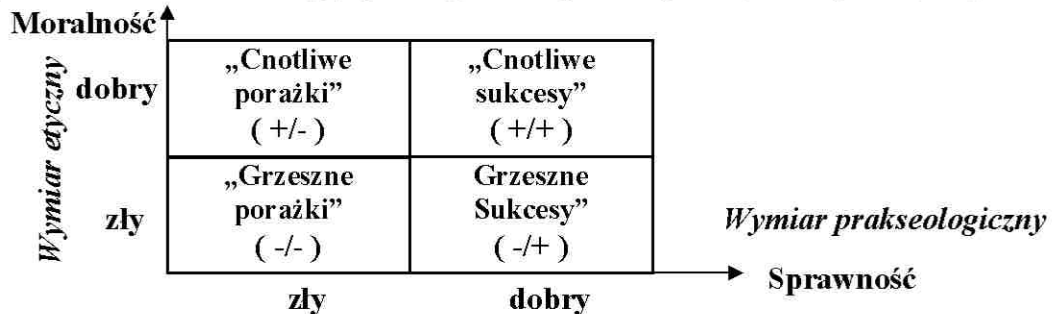 Moralność
Wymiar etyczny
dobry
„Cnotliwe
porażki”
( +/- )
„Cnotliwe
sukcesy”
( +/+ )
zły
„Grzeszne
porażki”
( -/- )
Grzeszne
Sukcesy”
( -/+ )
Wymiar prakseologiczny
Sprawność
zły
dobry